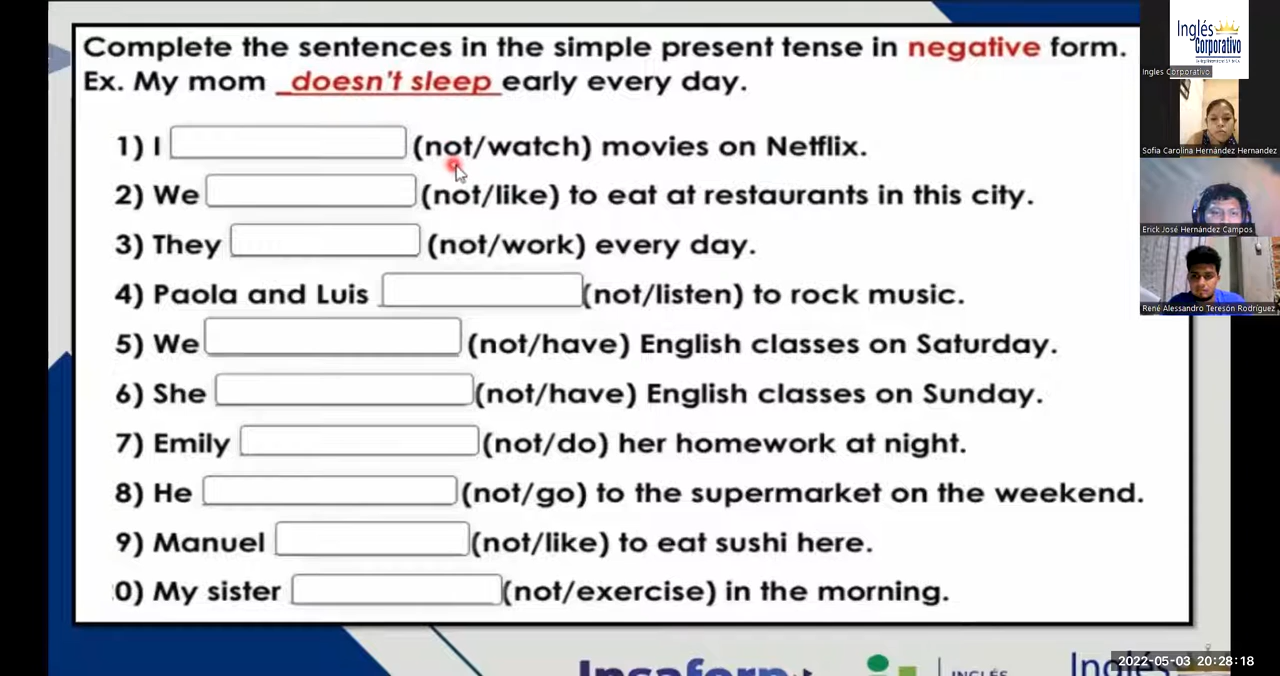 Complete the sentences in the simple present tense in negative form.
Ex. My mom _doesn't sleep_early every day.
1) I (not/watch) movies on Netflix.
2) We (not/like) to eat at restaurants in this city.
3) They (not/work) every day.
4) Paola and Luis (not/listen) to rock music.
5) We (not/have) English classes on Saturday.
6) She (not/have) English classes on Sunday.
7) Emily (not/do) her homework at night.
8) He (not/go) to the supermarket on the weekend.
9) Manuel (not/like) to eat sushi here.
0) My sister (not/exercise) in the morning.
Inglés
Corporativo
Ingles Corporativo
Sofia Carolina Hernández Hernandez
Erick José Hernández Campos
René Alessandro Teresón Rodríguez
Insaforp
INGLÉS
Inglés
2022-05-03 20:28:18